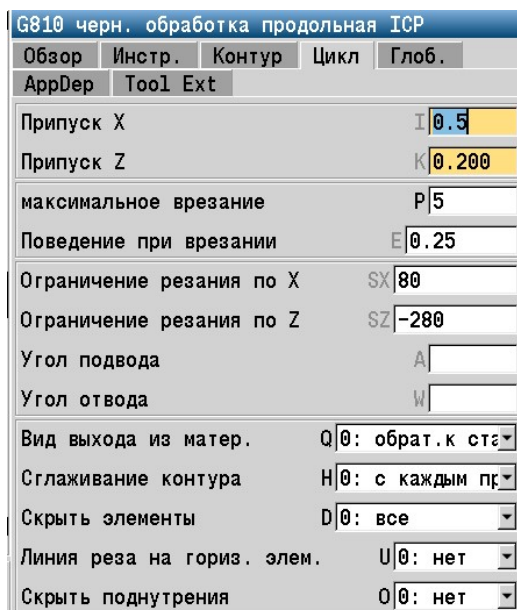 G810 черн. обработка продольная ICP
Обзор Инстр. Контур Цикл Глоб.
AppDep Tool Ext
Припуск X I 0.5
Припуск Z K 0.200
максимальное врезание P 5
Поведение при врезании E 0.25
Ограничение резания по X SX 80
Ограничение резания по Z SZ -280
Угол подвода A
Угол отвода W
Вид выхода из матер. Q 0: обрат.к ста
Сглаживание контура H 0: с каждым пр
Скрыть элементы D 0: все
Линия реза на гориз. элем. U 0: нет
Скрыть поднутрения O 0: нет